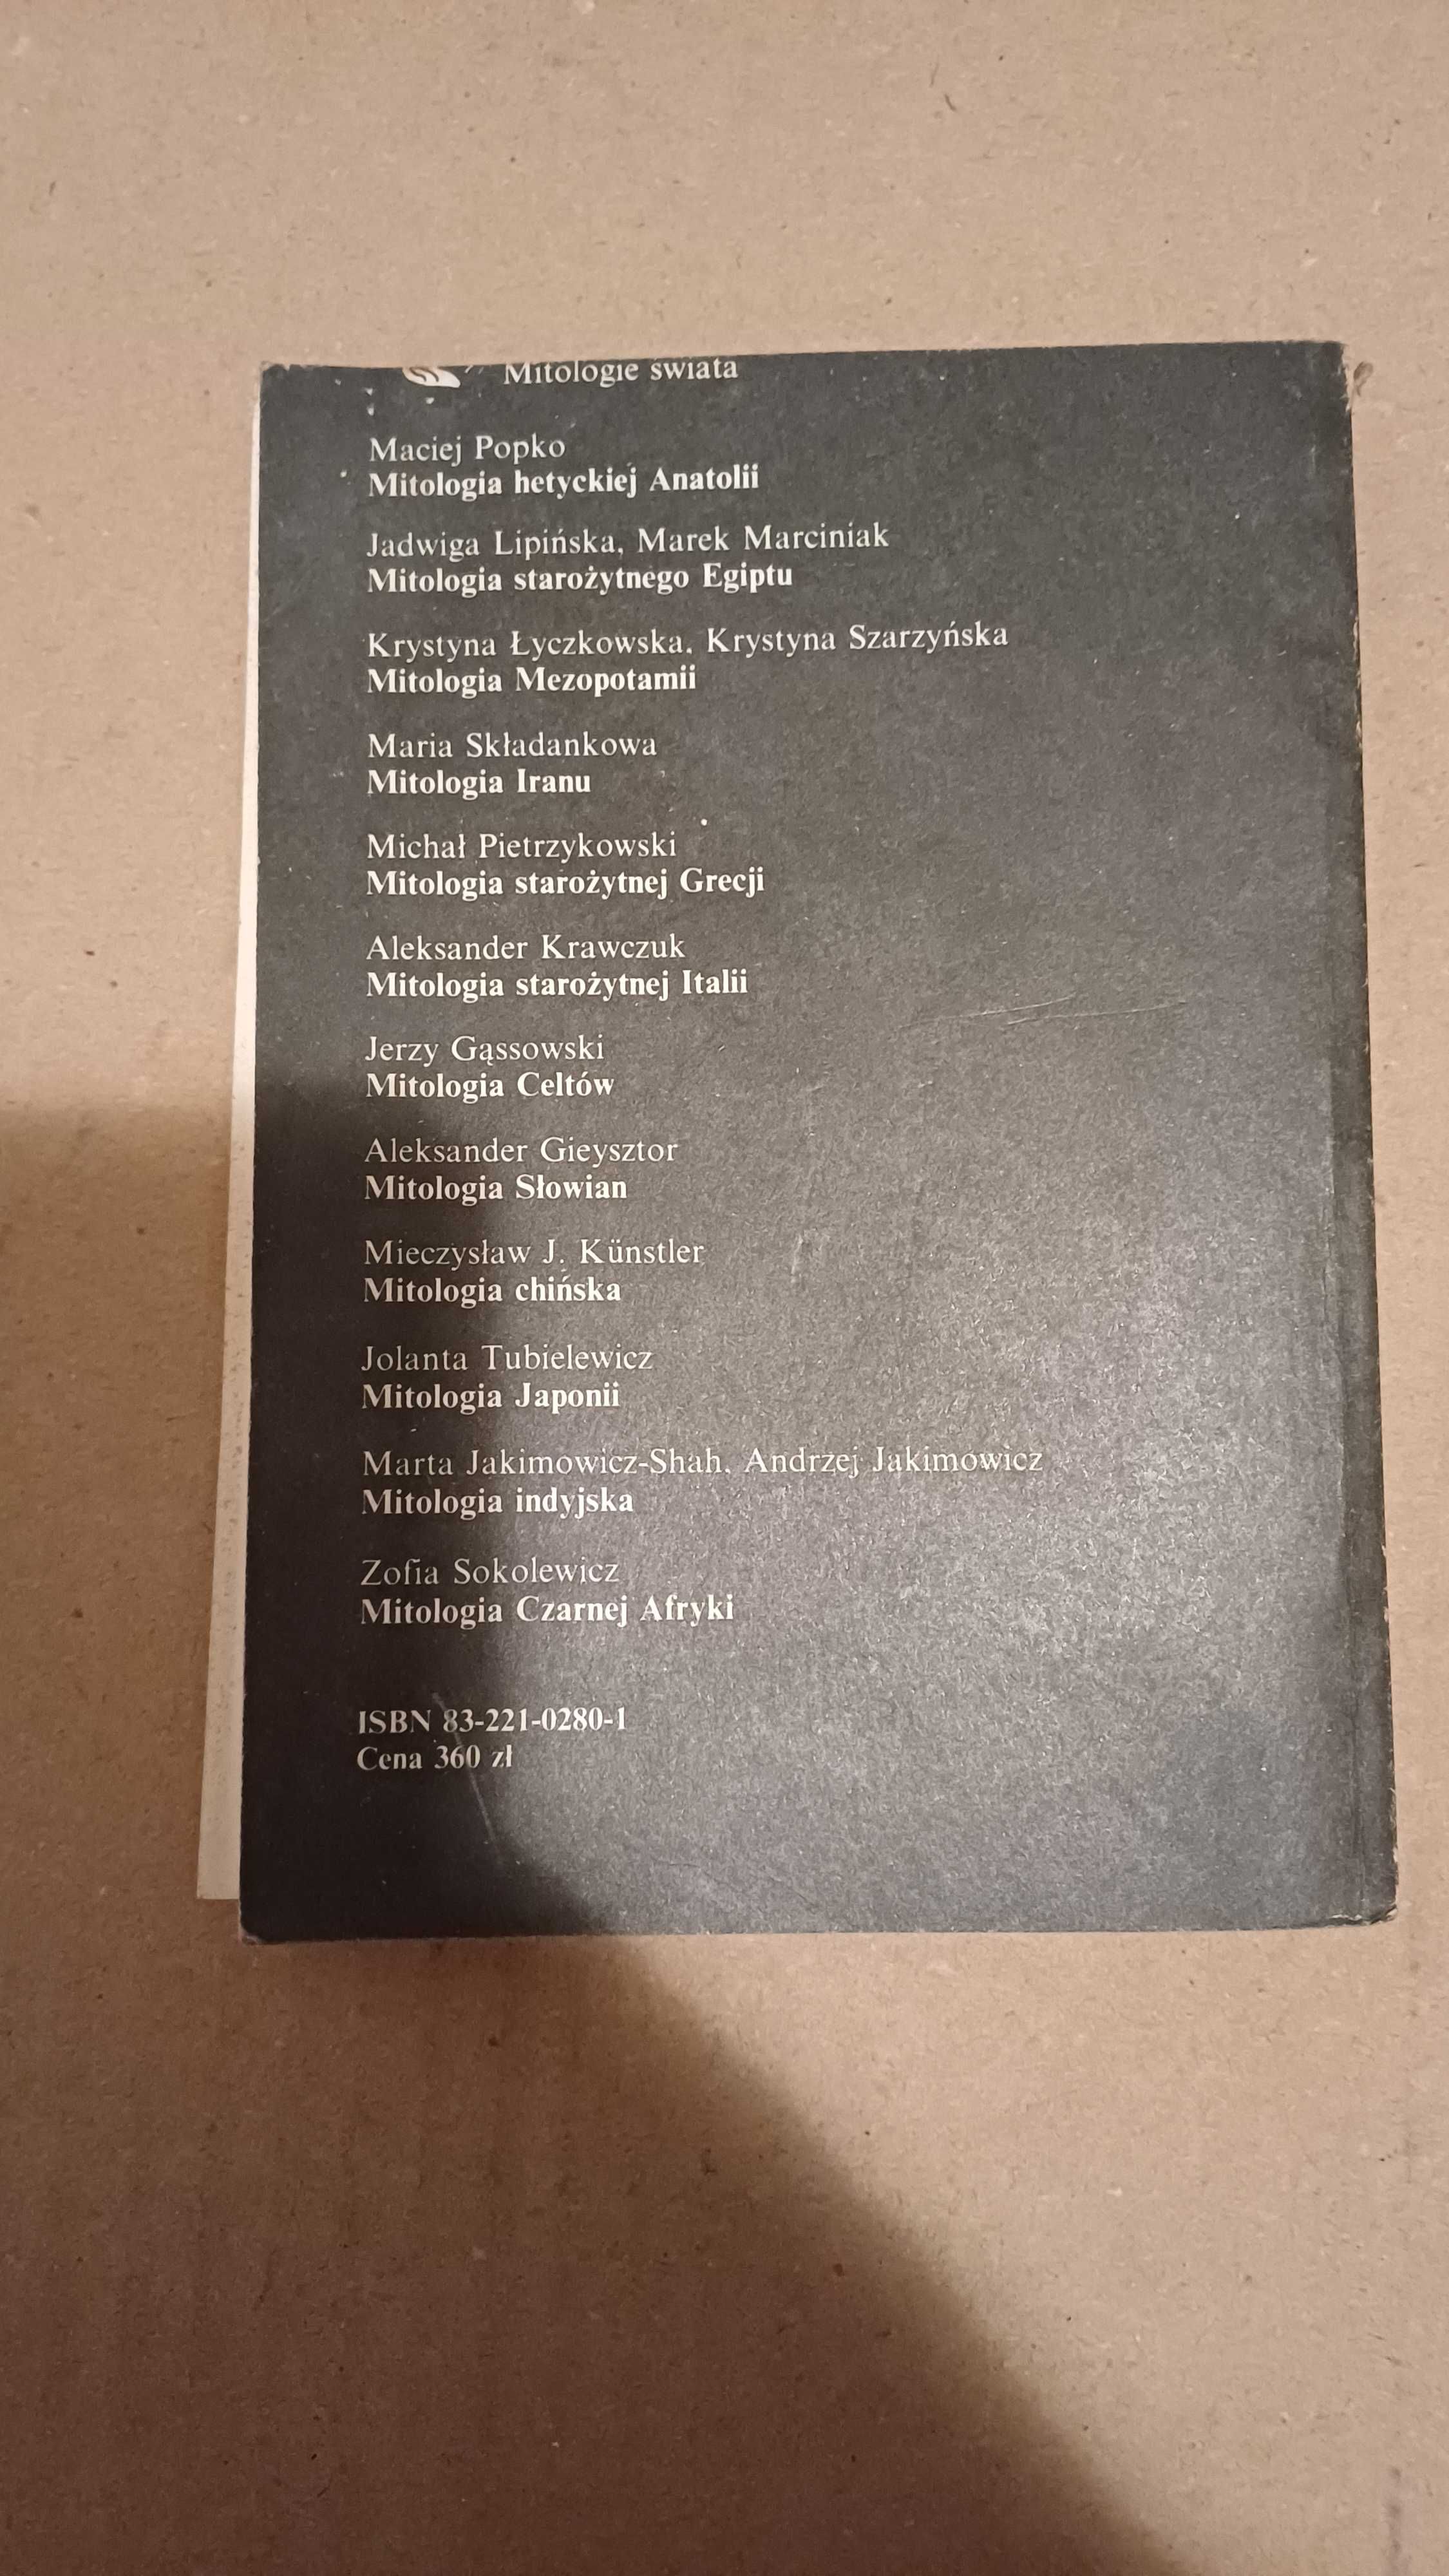 Mitologie świata
Maciej Popko
Mitologia hetyckiej Anatolii
Jadwiga Lipińska, Marek Marciniak
Mitologia starożytnego Egiptu
Krystyna Łyczkowska, Krystyna Szarzyńska
Mitologia Mezopotamii
Maria Składankowa
Mitologia Iranu
Michał Pietrzykowski
Mitologia starożytnej Grecji
Aleksander Krawczuk
Mitologia starożytnej Italii
Jerzy Gąssowski
Mitologia Celtów
Aleksander Gieysztor
Mitologia Słowian
Mieczysław J. Künstler
Mitologia chińska
Jolanta Tubielewicz
Mitologia Japonii
Marta Jakimowicz-Shah, Andrzej Jakimowicz
Mitologia indyjska
Zofia Sokolewicz
Mitologia Czarnej Afryki
ISBN 83-221-0280-1
Cena 360 zł